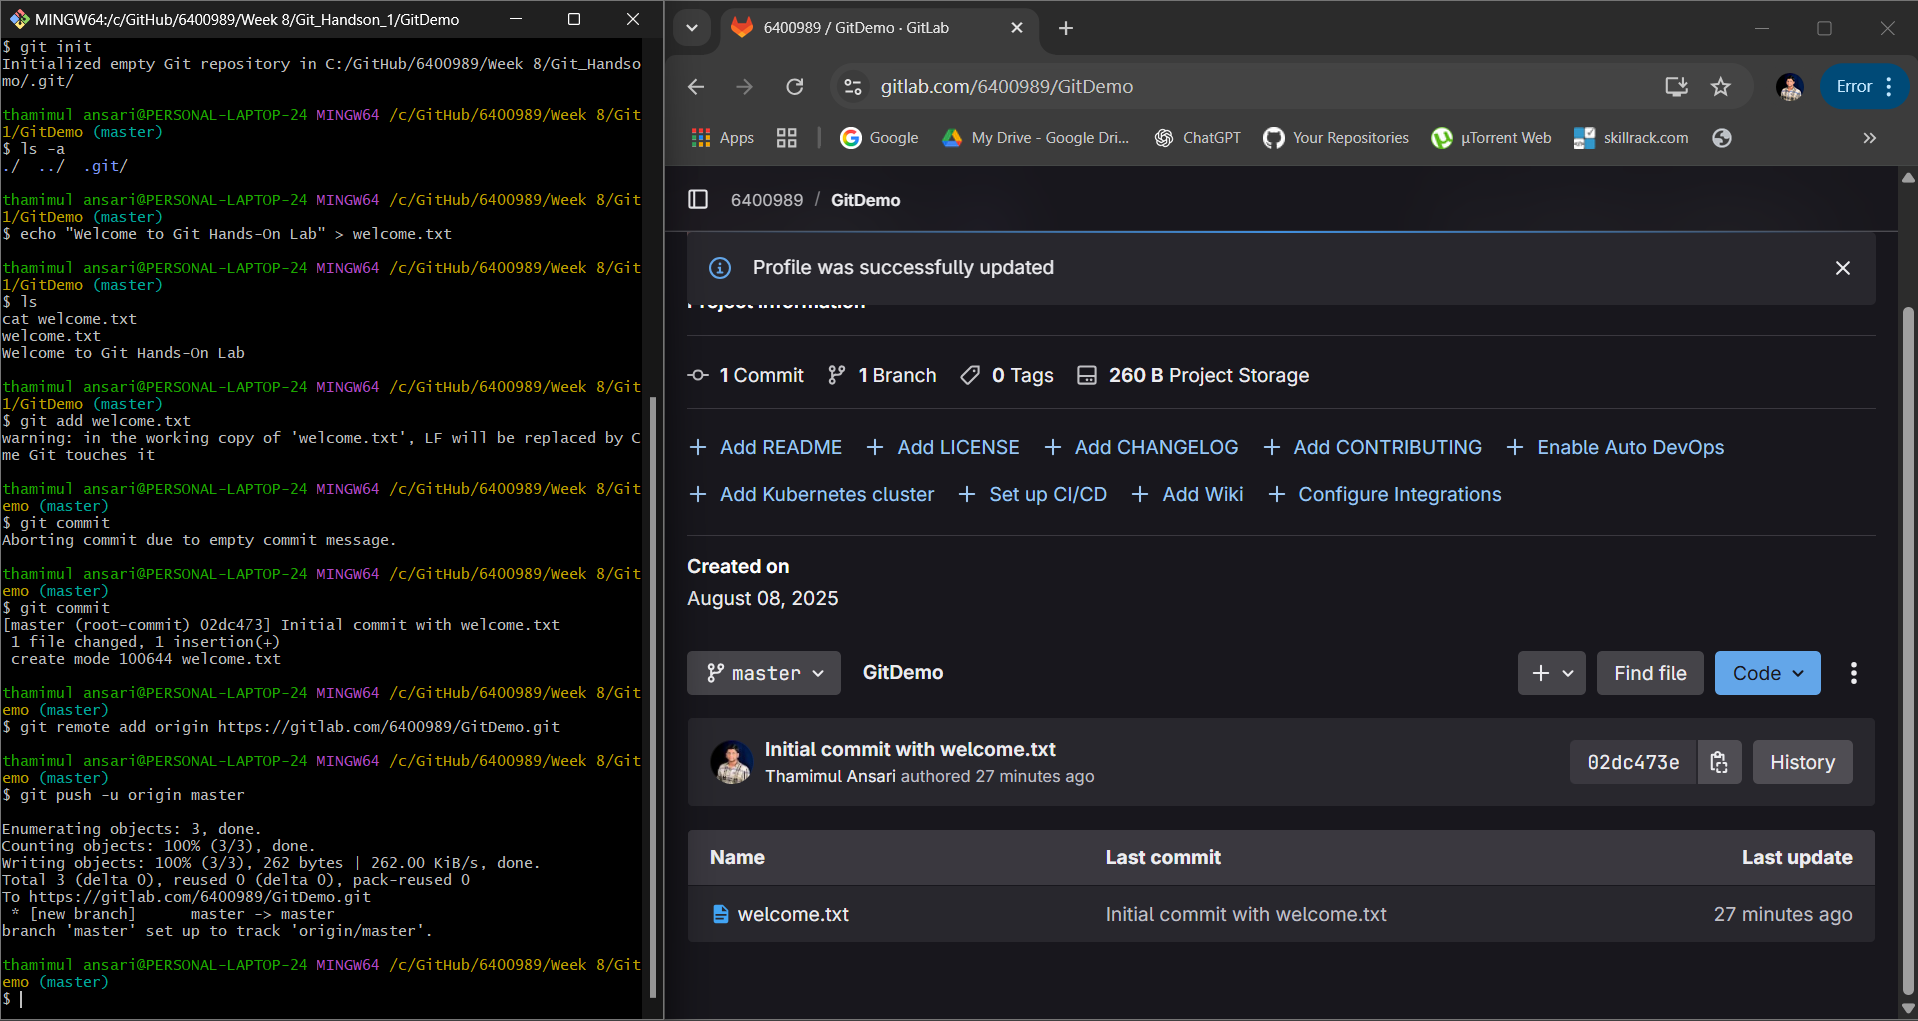 MINGW64:/c/GitHub/6400989/Week 8/Git_Handson_1/GitDemo
$ git init
Initialized empty Git repository in C:/GitHub/6400989/Week 8/Git_Handso
mo/.git/
thamimul ansari@PERSONAL-LAPTOP-24 MINGW64 /c/GitHub/6400989/Week 8/Git
1/GitDemo (master)
$ ls -a
./  ../  .git/
thamimul ansari@PERSONAL-LAPTOP-24 MINGW64 /c/GitHub/6400989/Week 8/Git
1/GitDemo (master)
$ echo "Welcome to Git Hands-On Lab" > welcome.txt
thamimul ansari@PERSONAL-LAPTOP-24 MINGW64 /c/GitHub/6400989/Week 8/Git
1/GitDemo (master)
$ ls
cat welcome.txt
welcome.txt
Welcome to Git Hands-On Lab
thamimul ansari@PERSONAL-LAPTOP-24 MINGW64 /c/GitHub/6400989/Week 8/Git
1/GitDemo (master)
$ git add welcome.txt
warning: in the working copy of 'welcome.txt', LF will be replaced by C
me Git touches it
thamimul ansari@PERSONAL-LAPTOP-24 MINGW64 /c/GitHub/6400989/Week 8/Git
emo (master)
$ git commit
Aborting commit due to empty commit message.
thamimul ansari@PERSONAL-LAPTOP-24 MINGW64 /c/GitHub/6400989/Week 8/Git
emo (master)
$ git commit
[master (root-commit) 02dc473] Initial commit with welcome.txt
 1 file changed, 1 insertion(+)
 create mode 100644 welcome.txt
thamimul ansari@PERSONAL-LAPTOP-24 MINGW64 /c/GitHub/6400989/Week 8/Git
emo (master)
$ git remote add origin https://gitlab.com/6400989/GitDemo.git
thamimul ansari@PERSONAL-LAPTOP-24 MINGW64 /c/GitHub/6400989/Week 8/Git
emo (master)
$ git push -u origin master
Enumerating objects: 3, done.
Counting objects: 100% (3/3), done.
Writing objects: 100% (3/3), 262 bytes | 262.00 KiB/s, done.
Total 3 (delta 0), reused 0 (delta 0), pack-reused 0
To https://gitlab.com/6400989/GitDemo.git
 * [new branch]      master -> master
branch 'master' set up to track 'origin/master'.
thamimul ansari@PERSONAL-LAPTOP-24 MINGW64 /c/GitHub/6400989/Week 8/Git
emo (master)
$
6400989 / GitDemo · GitLab
gitlab.com/6400989/GitDemo
Error
Apps Google My Drive - Google Dri... ChatGPT Your Repositories µTorrent Web skillrack.com
6400989 / GitDemo
Profile was successfully updated
Project information
1 Commit 1 Branch 0 Tags 260 B Project Storage
Add README Add LICENSE Add CHANGELOG Add CONTRIBUTING Enable Auto DevOps
Add Kubernetes cluster Set up CI/CD Add Wiki Configure Integrations
Created on
August 08, 2025
master GitDemo Find file Code
Initial commit with welcome.txt
Thamimul Ansari authored 27 minutes ago
02dc473e History
Name Last commit Last update
welcome.txt Initial commit with welcome.txt 27 minutes ago